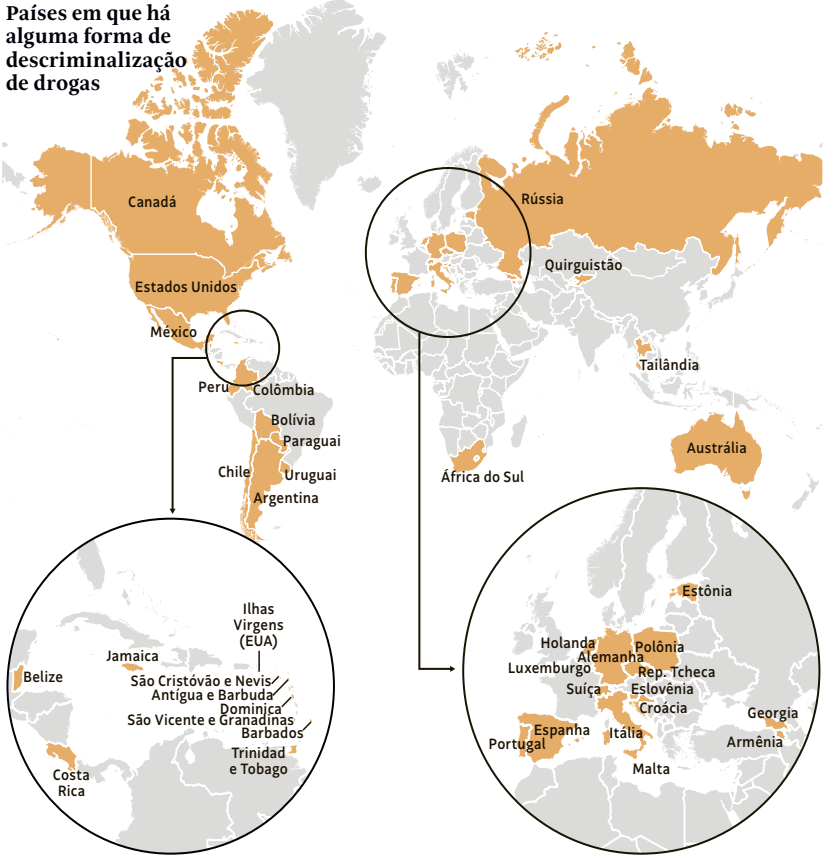 Países em que há
alguma forma de
descriminalização
de drogas
Canadá
Estados Unidos
México
Peru
Colômbia
Bolívia
Paraguai
Chile
Uruguai
Argentina
Rússia
Quirguistão
Tailândia
Austrália
África do Sul
Ilhas
Virgens
(EUA)
Jamaica
Belize
São Cristóvão e Nevis
Antígua e Barbuda
Dominica
São Vicente e Granadinas
Barbados
Trinidad
e Tobago
Costa
Rica
Estônia
Holanda
Polônia
Alemanha
Luxemburgo
Rep. Tcheca
Suíça
Eslovênia
Croácia
Georgia
Espanha
Itália
Portugal
Armênia
Malta